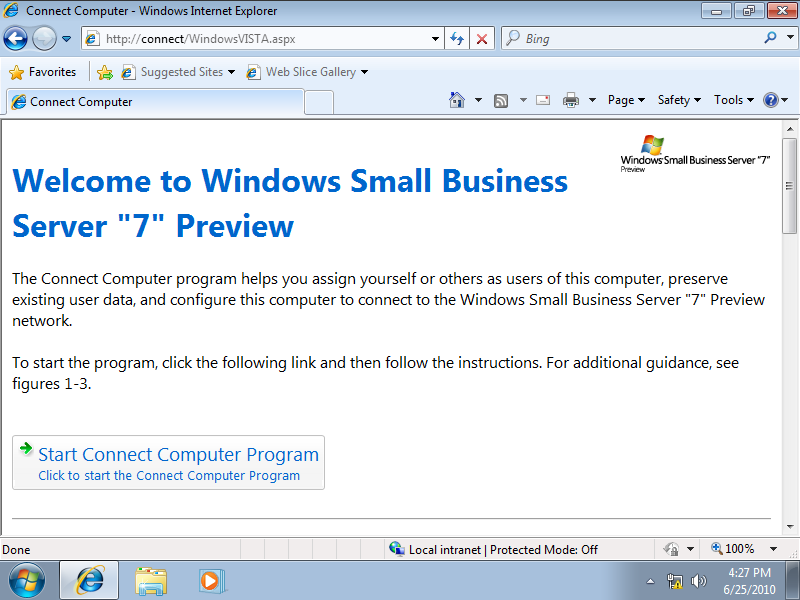 Connect Computer - Windows Internet Explorer
http://connect/WindowsVISTA.aspx
Bing
Favorites
Suggested Sites
Web Slice Gallery
Connect Computer
Page
Safety
Tools
Windows Small Business Server "7"
Preview
Welcome to Windows Small Business
Server "7" Preview
The Connect Computer program helps you assign yourself or others as users of this computer, preserve
existing user data, and configure this computer to connect to the Windows Small Business Server "7" Preview
network.
To start the program, click the following link and then follow the instructions. For additional guidance, see
figures 1-3.
Start Connect Computer Program
Click to start the Connect Computer Program
Done
Local intranet | Protected Mode: Off
100%
4:27 PM
6/25/2010